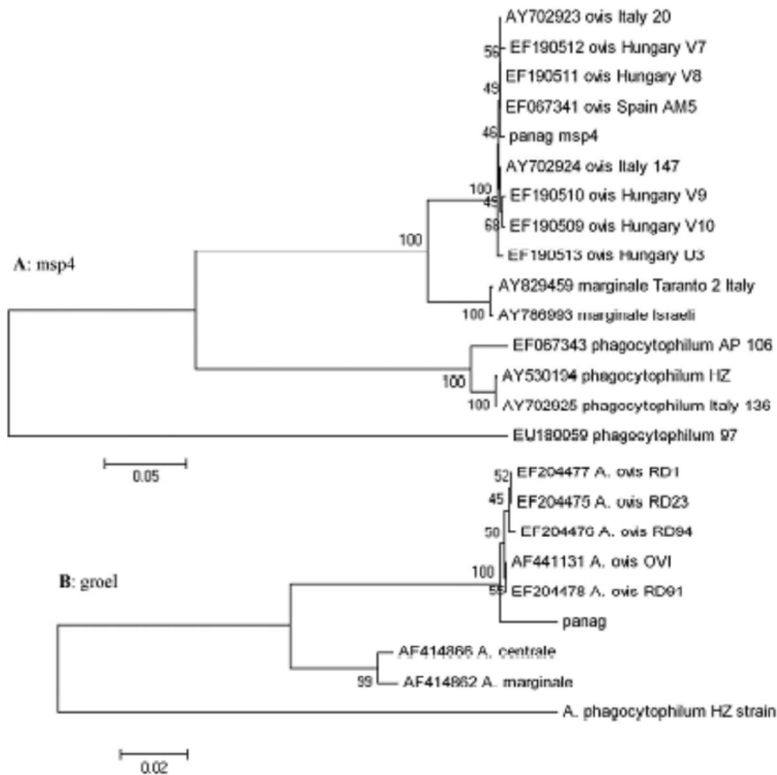 AY702923 ovis Italy 20
56
EF190512 ovis Hungary V7
EF190511 ovis Hungary V8
49
EF067341 ovis Spain AM5
46
panag msp4
AY702924 ovis Italy 147
100
EF190510 ovis Hungary V9
49
68
EF190509 ovis Hungary V10
100
EF190513 ovis Hungary U3
A: msp4
AY829459 marginale Taranto 2 Italy
100
AY786993 marginale Israeli
EF067343 phagocytophilum AP 106
100
AY530194 phagocytophilum HZ
100
AY702925 phagocytophilum Italy 136
EU180059 phagocytophilum 97
0.05
52
EF204477 A. ovis RD1
45
EF204475 A. ovis RD23
50
EF204476 A. ovis RD94
AF441131 A. ovis OVI
100
B: groel
55
EF204478 A. ovis RD91
panag
AF414866 A. centrale
99
AF414862 A. marginale
A. phagocytophilum HZ strain
0.02